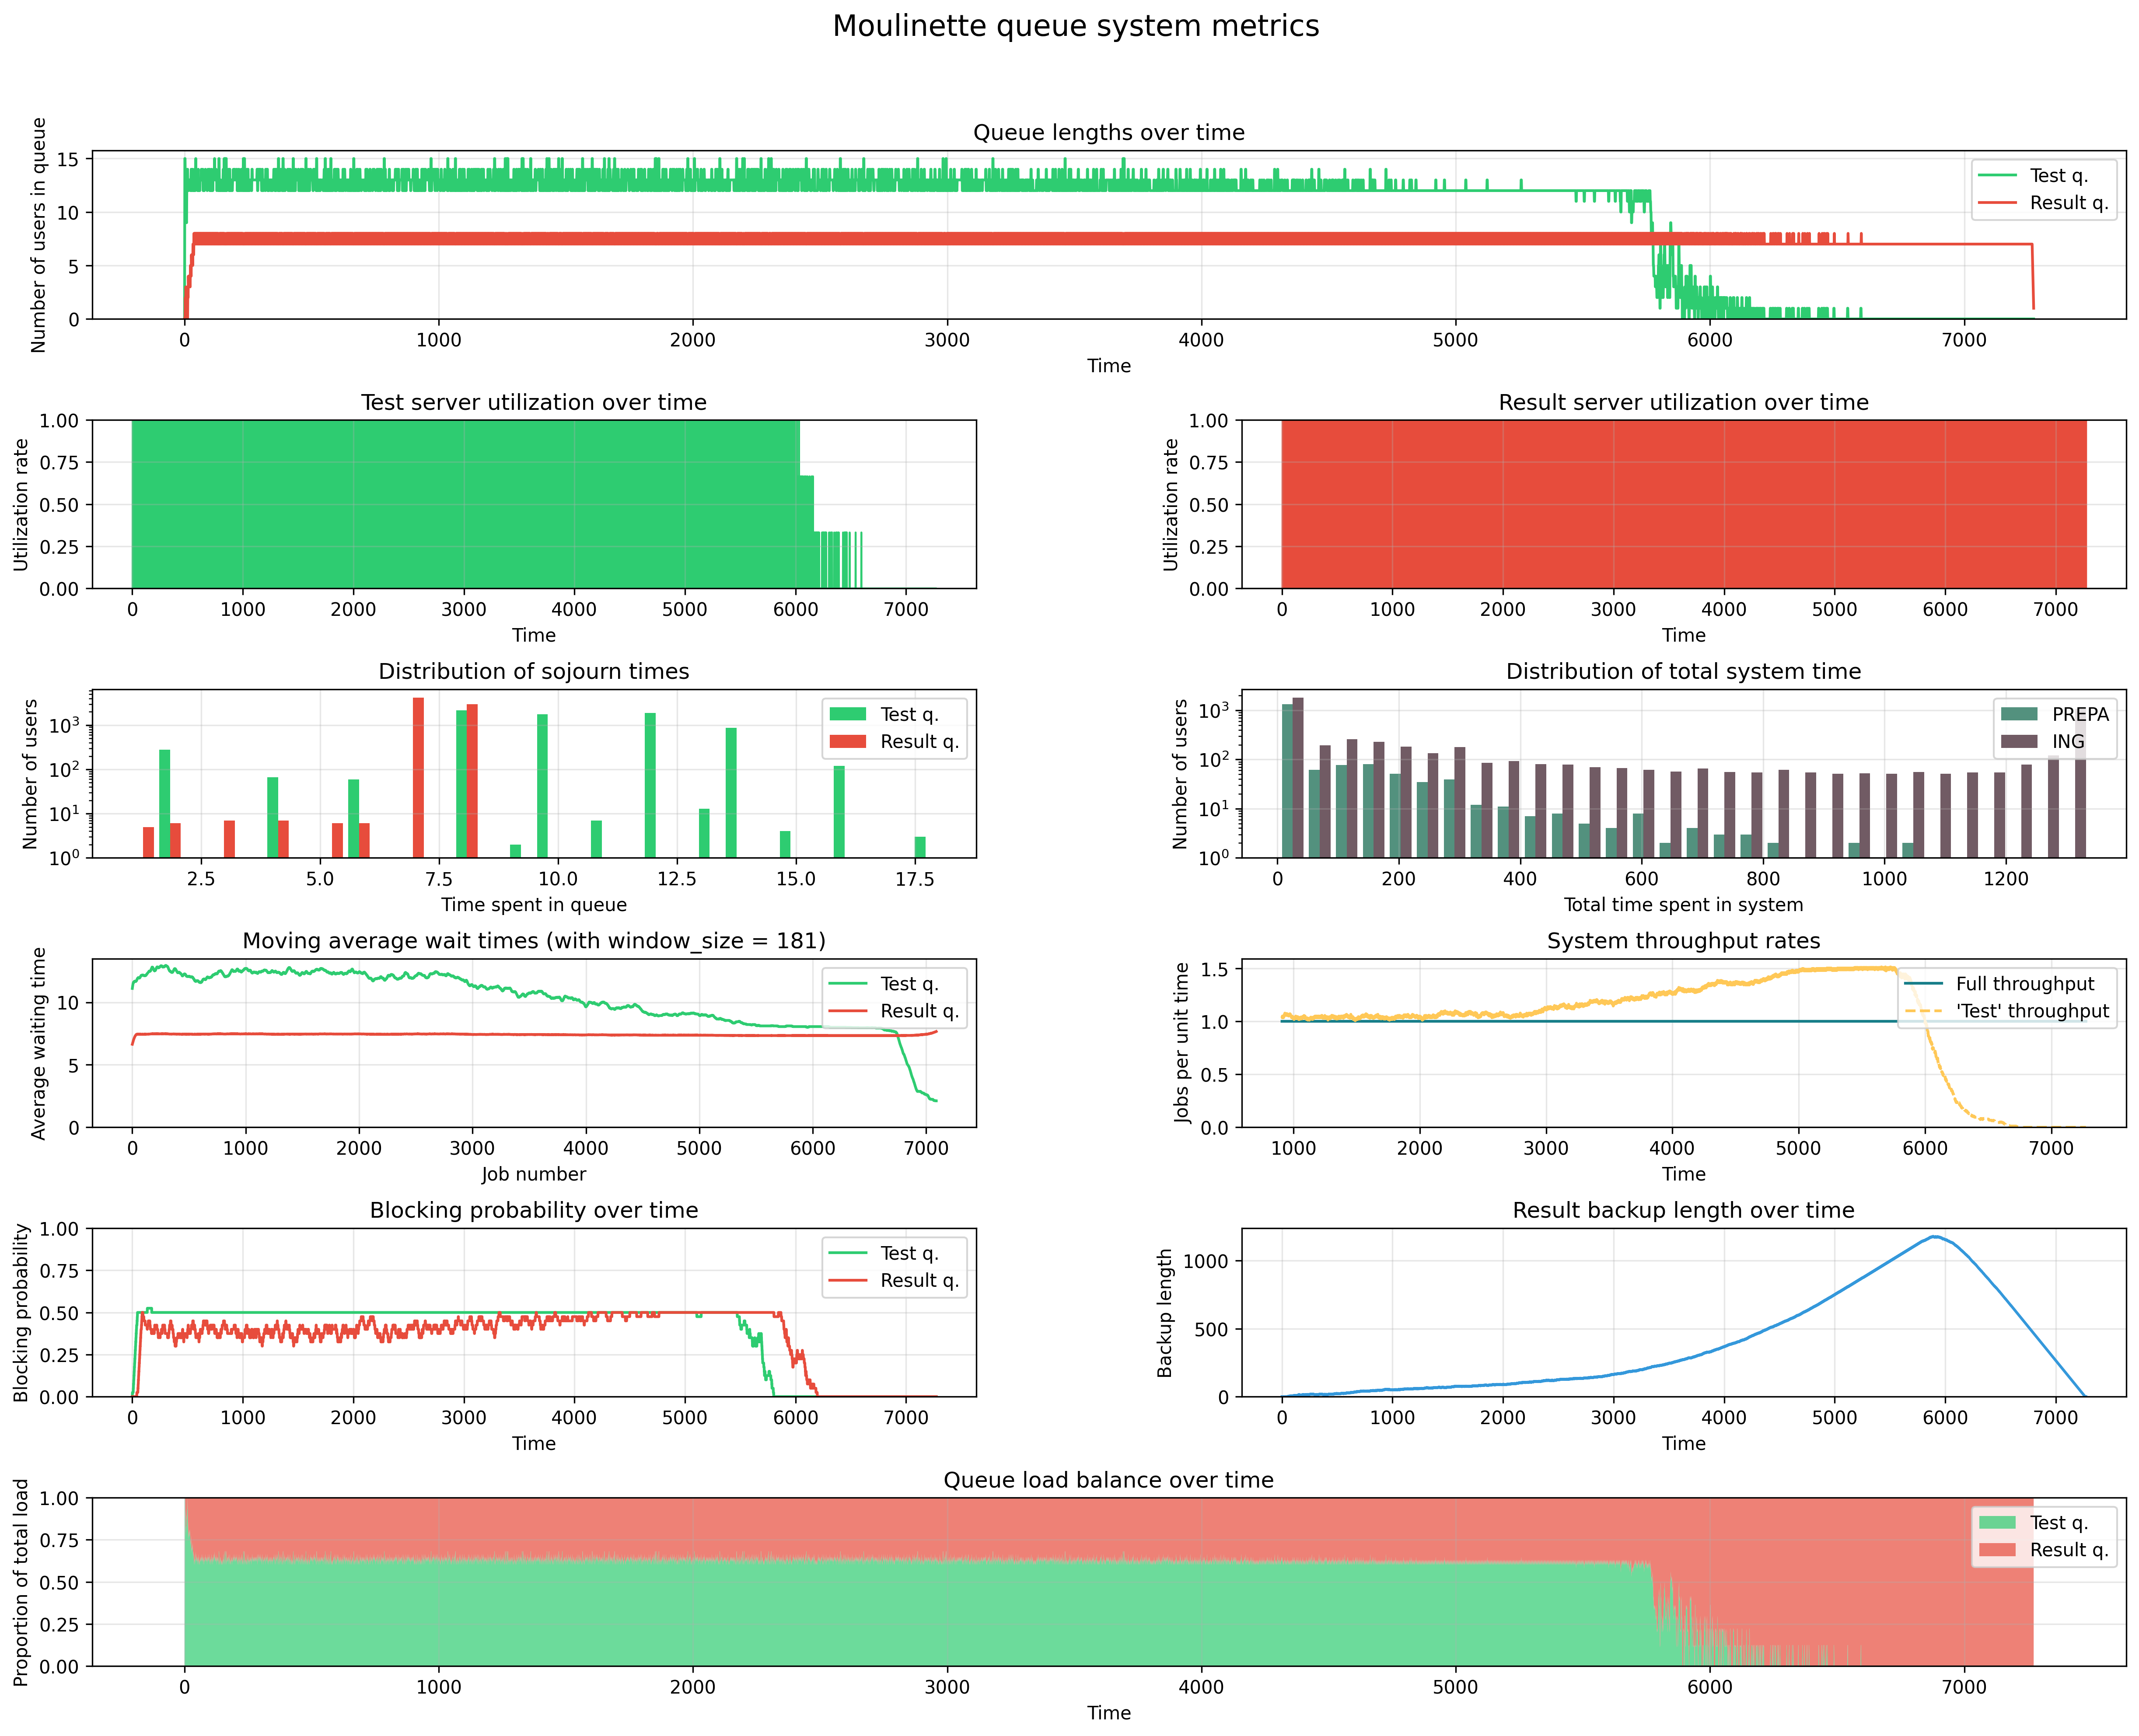 Moulinette queue system metrics
Queue lengths over time
Number of users in queue
15
10
5
0
Test q.
Result q.
0 1000 2000 3000 4000 5000 6000 7000
Time
Test server utilization over time
Utilization rate
1.00
0.75
0.50
0.25
0.00
0 1000 2000 3000 4000 5000 6000 7000
Time
Result server utilization over time
Utilization rate
1.00
0.75
0.50
0.25
0.00
0 1000 2000 3000 4000 5000 6000 7000
Time
Distribution of sojourn times
Number of users
10³
10²
10¹
10⁰
Test q.
Result q.
2.5 5.0 7.5 10.0 12.5 15.0 17.5
Time spent in queue
Distribution of total system time
Number of users
10³
10²
10¹
10⁰
PREPA
ING
0 200 400 600 800 1000 1200
Total time spent in system
Moving average wait times (with window_size = 181)
Average waiting time
10
5
0
Test q.
Result q.
0 1000 2000 3000 4000 5000 6000 7000
Job number
System throughput rates
Jobs per unit time
1.5
1.0
0.5
0.0
Full throughput
'Test' throughput
1000 2000 3000 4000 5000 6000 7000
Time
Blocking probability over time
Blocking probability
1.00
0.75
0.50
0.25
0.00
Test q.
Result q.
0 1000 2000 3000 4000 5000 6000 7000
Time
Result backup length over time
Backup length
1000
500
0
0 1000 2000 3000 4000 5000 6000 7000
Time
Queue load balance over time
Proportion of total load
1.00
0.75
0.50
0.25
0.00
Test q.
Result q.
0 1000 2000 3000 4000 5000 6000 7000
Time